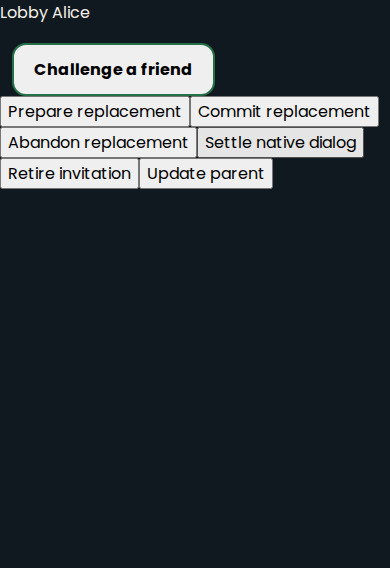 Lobby Alice
Challenge a friend
Prepare replacement Commit replacement
Abandon replacement Settle native dialog
Retire invitation Update parent